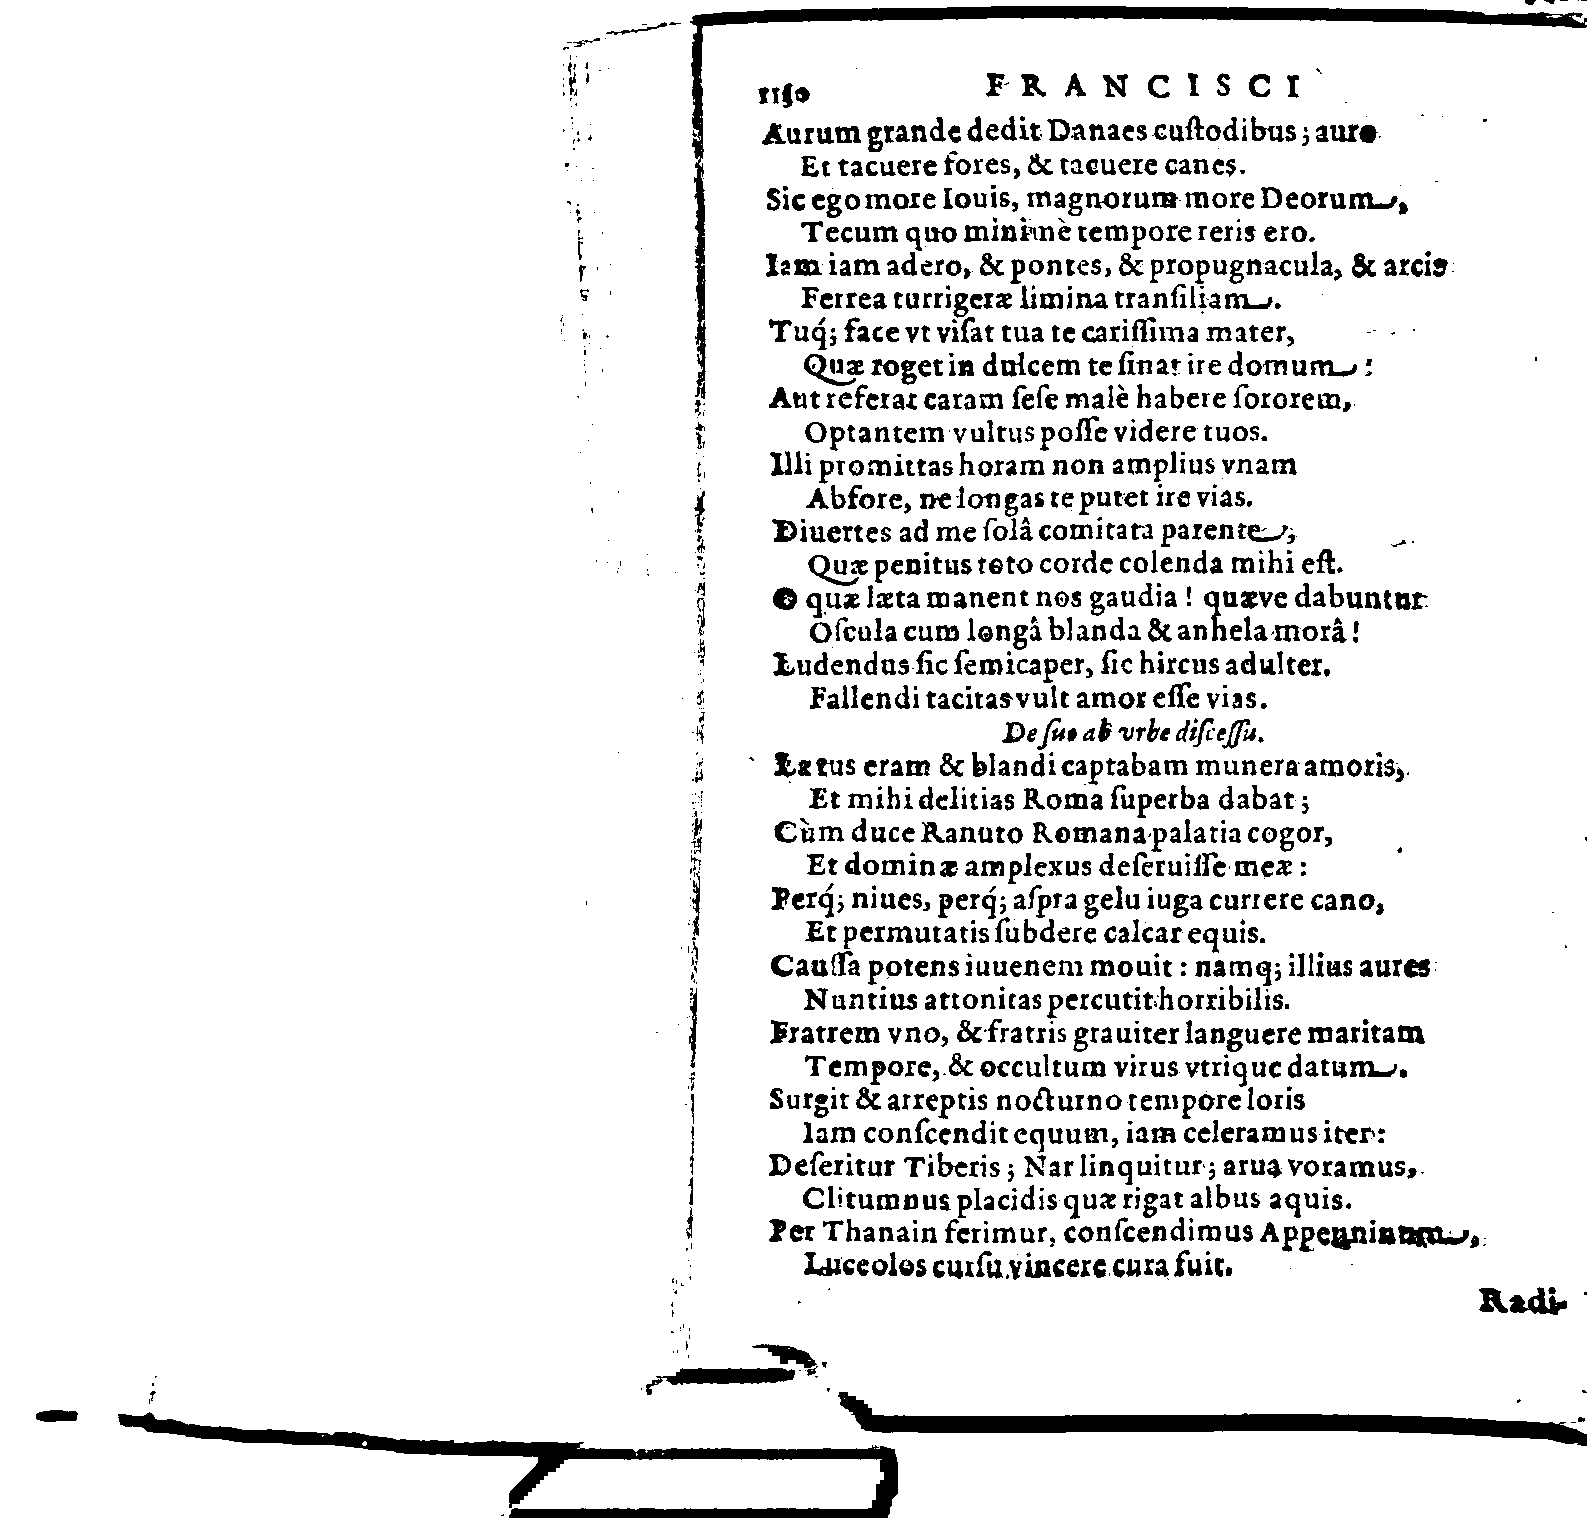 1150 FRANCISCI
Aurum grande dedit Danaes cuſtodibus; auro
Et tacuere fores, & tacuere canes.
Sic ego more Iouis, magnorum more Deorum,
Tecum quo minimè tempore reris ero.
Iam iam adero, & pontes, & propugnacula, & arcis
Ferrea turrigeræ limina tranſiliam.
Tuq́; face vt viſat tua te cariſſima mater,
Quæ roget in dulcem te ſinat ire domum:
Aut referat caram ſeſe malè habere ſororem,
Optantem vultus poſſe videre tuos.
Illi promittas horam non amplius vnam
Abfore, ne longas te putet ire vias.
Diuertes ad me ſolâ comitata parente,
Quæ penitus toto corde colenda mihi eſt.
O quæ læta manent nos gaudia! quæve dabuntur
Oſcula cum longâ blanda & anhela morâ!
Ludendus ſic ſemicaper, ſic hircus adulter.
Fallendi tacitas vult amor eſſe vias.
De ſuo ab vrbe diſceſſu.
Lætus eram & blandi captabam munera amoris,
Et mihi delitias Roma ſuperba dabat;
Cùm duce Ranuto Romana palatia cogor,
Et dominæ amplexus deſeruiſſe meæ:
Perq́; niues, perq́; aſpra gelu iuga currere cano,
Et permutatis ſubdere calcar equis.
Cauſſa potens iuuenem mouit: namq; illius aures
Nuntius attonitas percutit horribilis.
Fratrem vno, & fratris grauiter languere maritam
Tempore, & occultum virus vtrique datum.
Surgit & arreptis nocturno tempore loris
Iam conſcendit equum, iam celeramus iter:
Deſeritur Tiberis; Nar linquitur; arua voramus,
Clitumnus placidis quæ rigat albus aquis.
Per Thanain ferimur, conſcendimus Appenninum,
Luceolos curſu vincere cura fuit.
Radi-